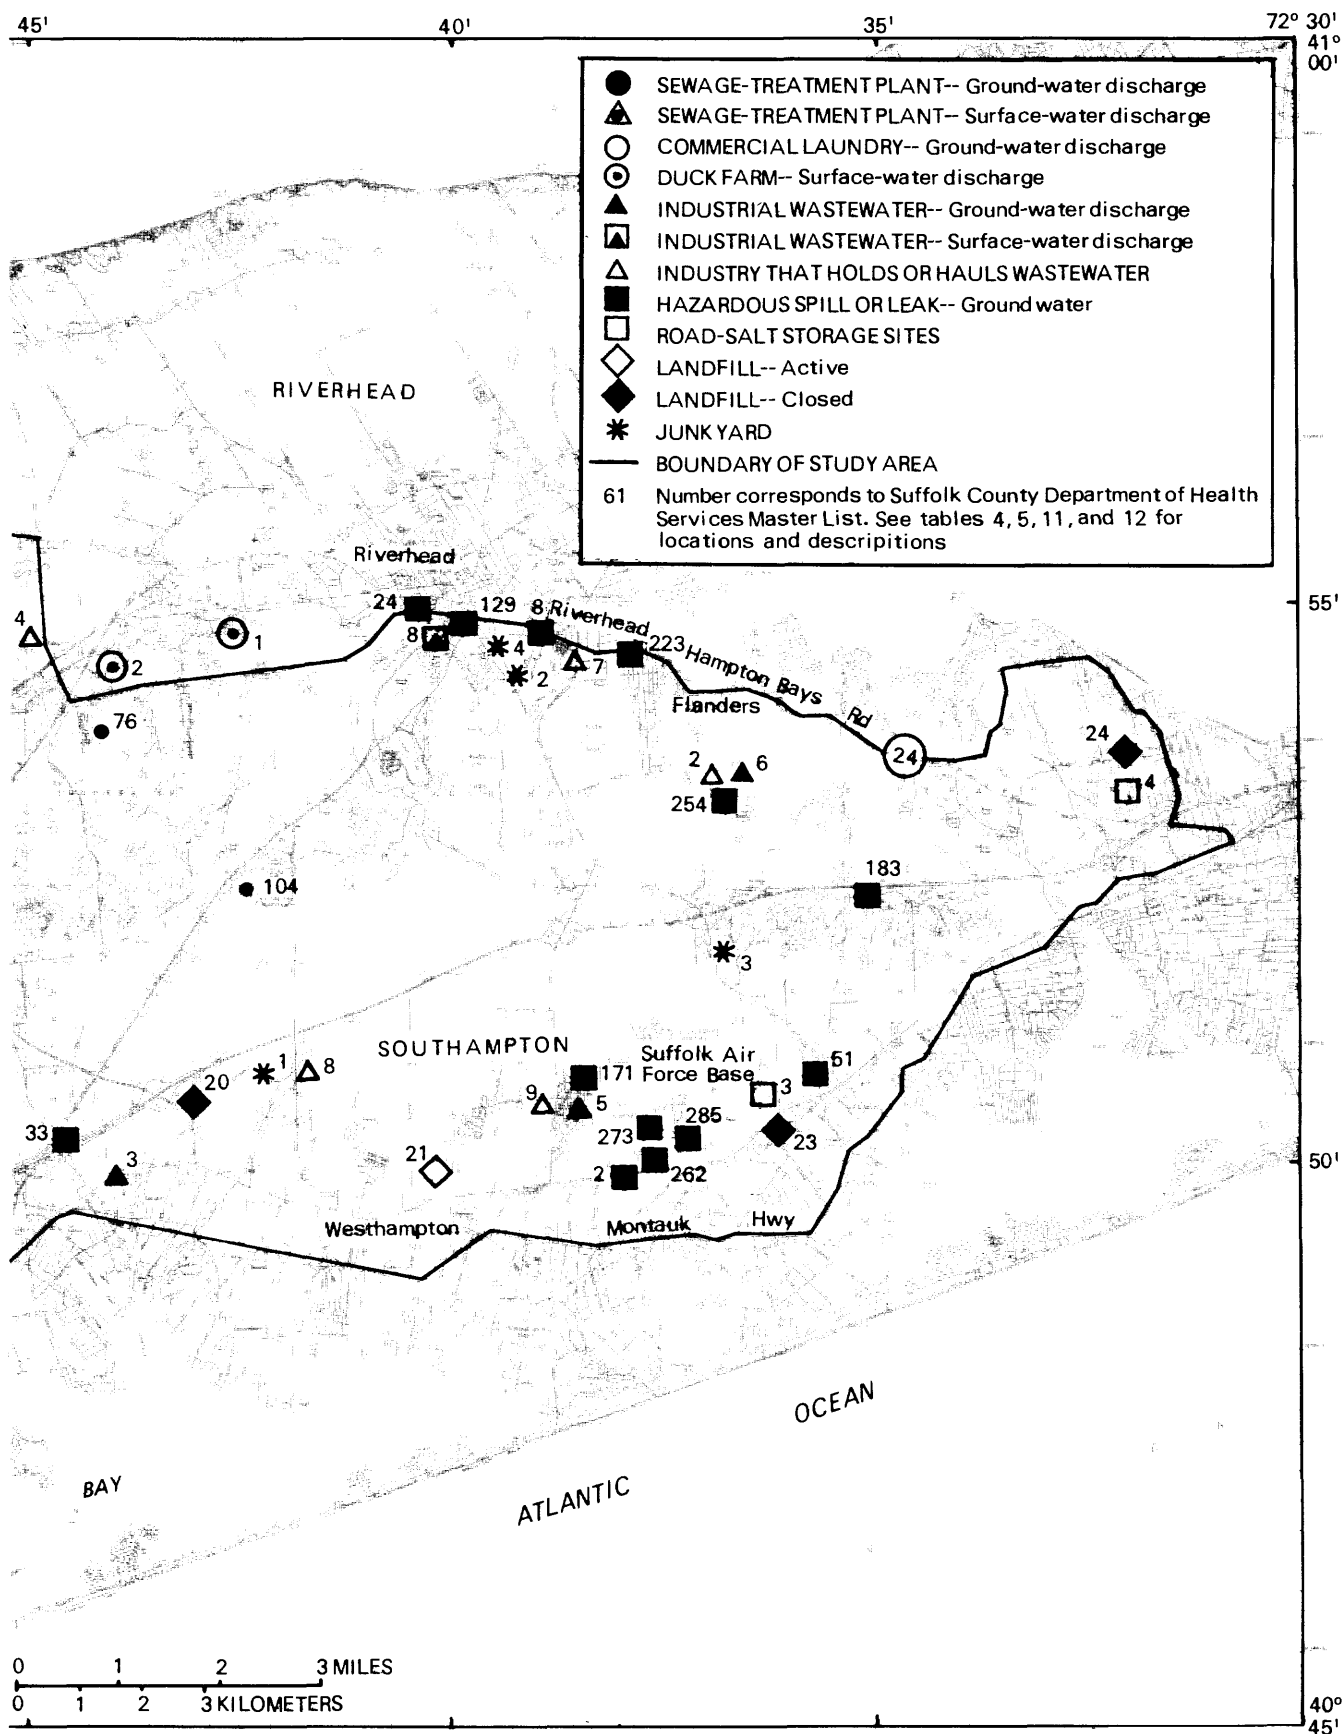 45'
40'
35'
72° 30'
41°
00'
SEWAGE-TREATMENT PLANT-- Ground-water discharge
SEWAGE-TREATMENT PLANT-- Surface-water discharge
COMMERCIAL LAUNDRY-- Ground-water discharge
DUCK FARM-- Surface-water discharge
INDUSTRIAL WASTEWATER-- Ground-water discharge
INDUSTRIAL WASTEWATER-- Surface-water discharge
INDUSTRY THAT HOLDS OR HAULS WASTEWATER
HAZARDOUS SPILL OR LEAK-- Ground water
ROAD-SALT STORAGE SITES
LANDFILL-- Active
LANDFILL-- Closed
JUNK YARD
BOUNDARY OF STUDY AREA
61 Number corresponds to Suffolk County Department of Health
Services Master List. See tables 4, 5, 11, and 12 for
locations and descripitions
RIVERHEAD
Riverhead
55'
24
129
8
Riverhead
4
8
4
223
Hampton Bays
1
2
2
7
Flanders
Rd
76
24
24
2
6
4
254
183
104
3
SOUTHAMPTON
Suffolk Air
Force Base
51
1
8
171
20
9
5
3
285
33
273
23
3
21
2
262
50'
Westhampton
Montauk
Hwy
OCEAN
BAY
ATLANTIC
0 1 2 3 MILES
0 1 2 3 KILOMETERS
40°
45'